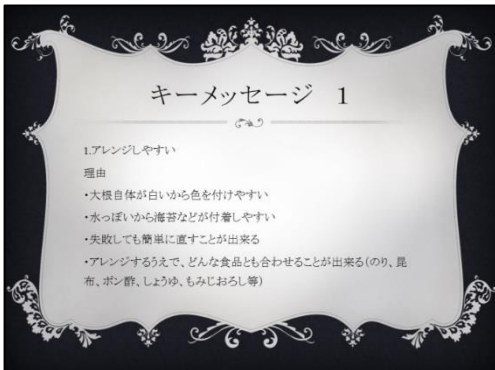 キーメッセージ　1
1.アレンジしやすい
理由
・大根自体が白いから色を付けやすい
・水っぽいから海苔などが付着しやすい
・失敗しても簡単に直すことが出来る
・アレンジするうえで、どんな食品とも合わせることが出来る(のり、昆
布、ポン酢、しょうゆ、もみじおろし等)